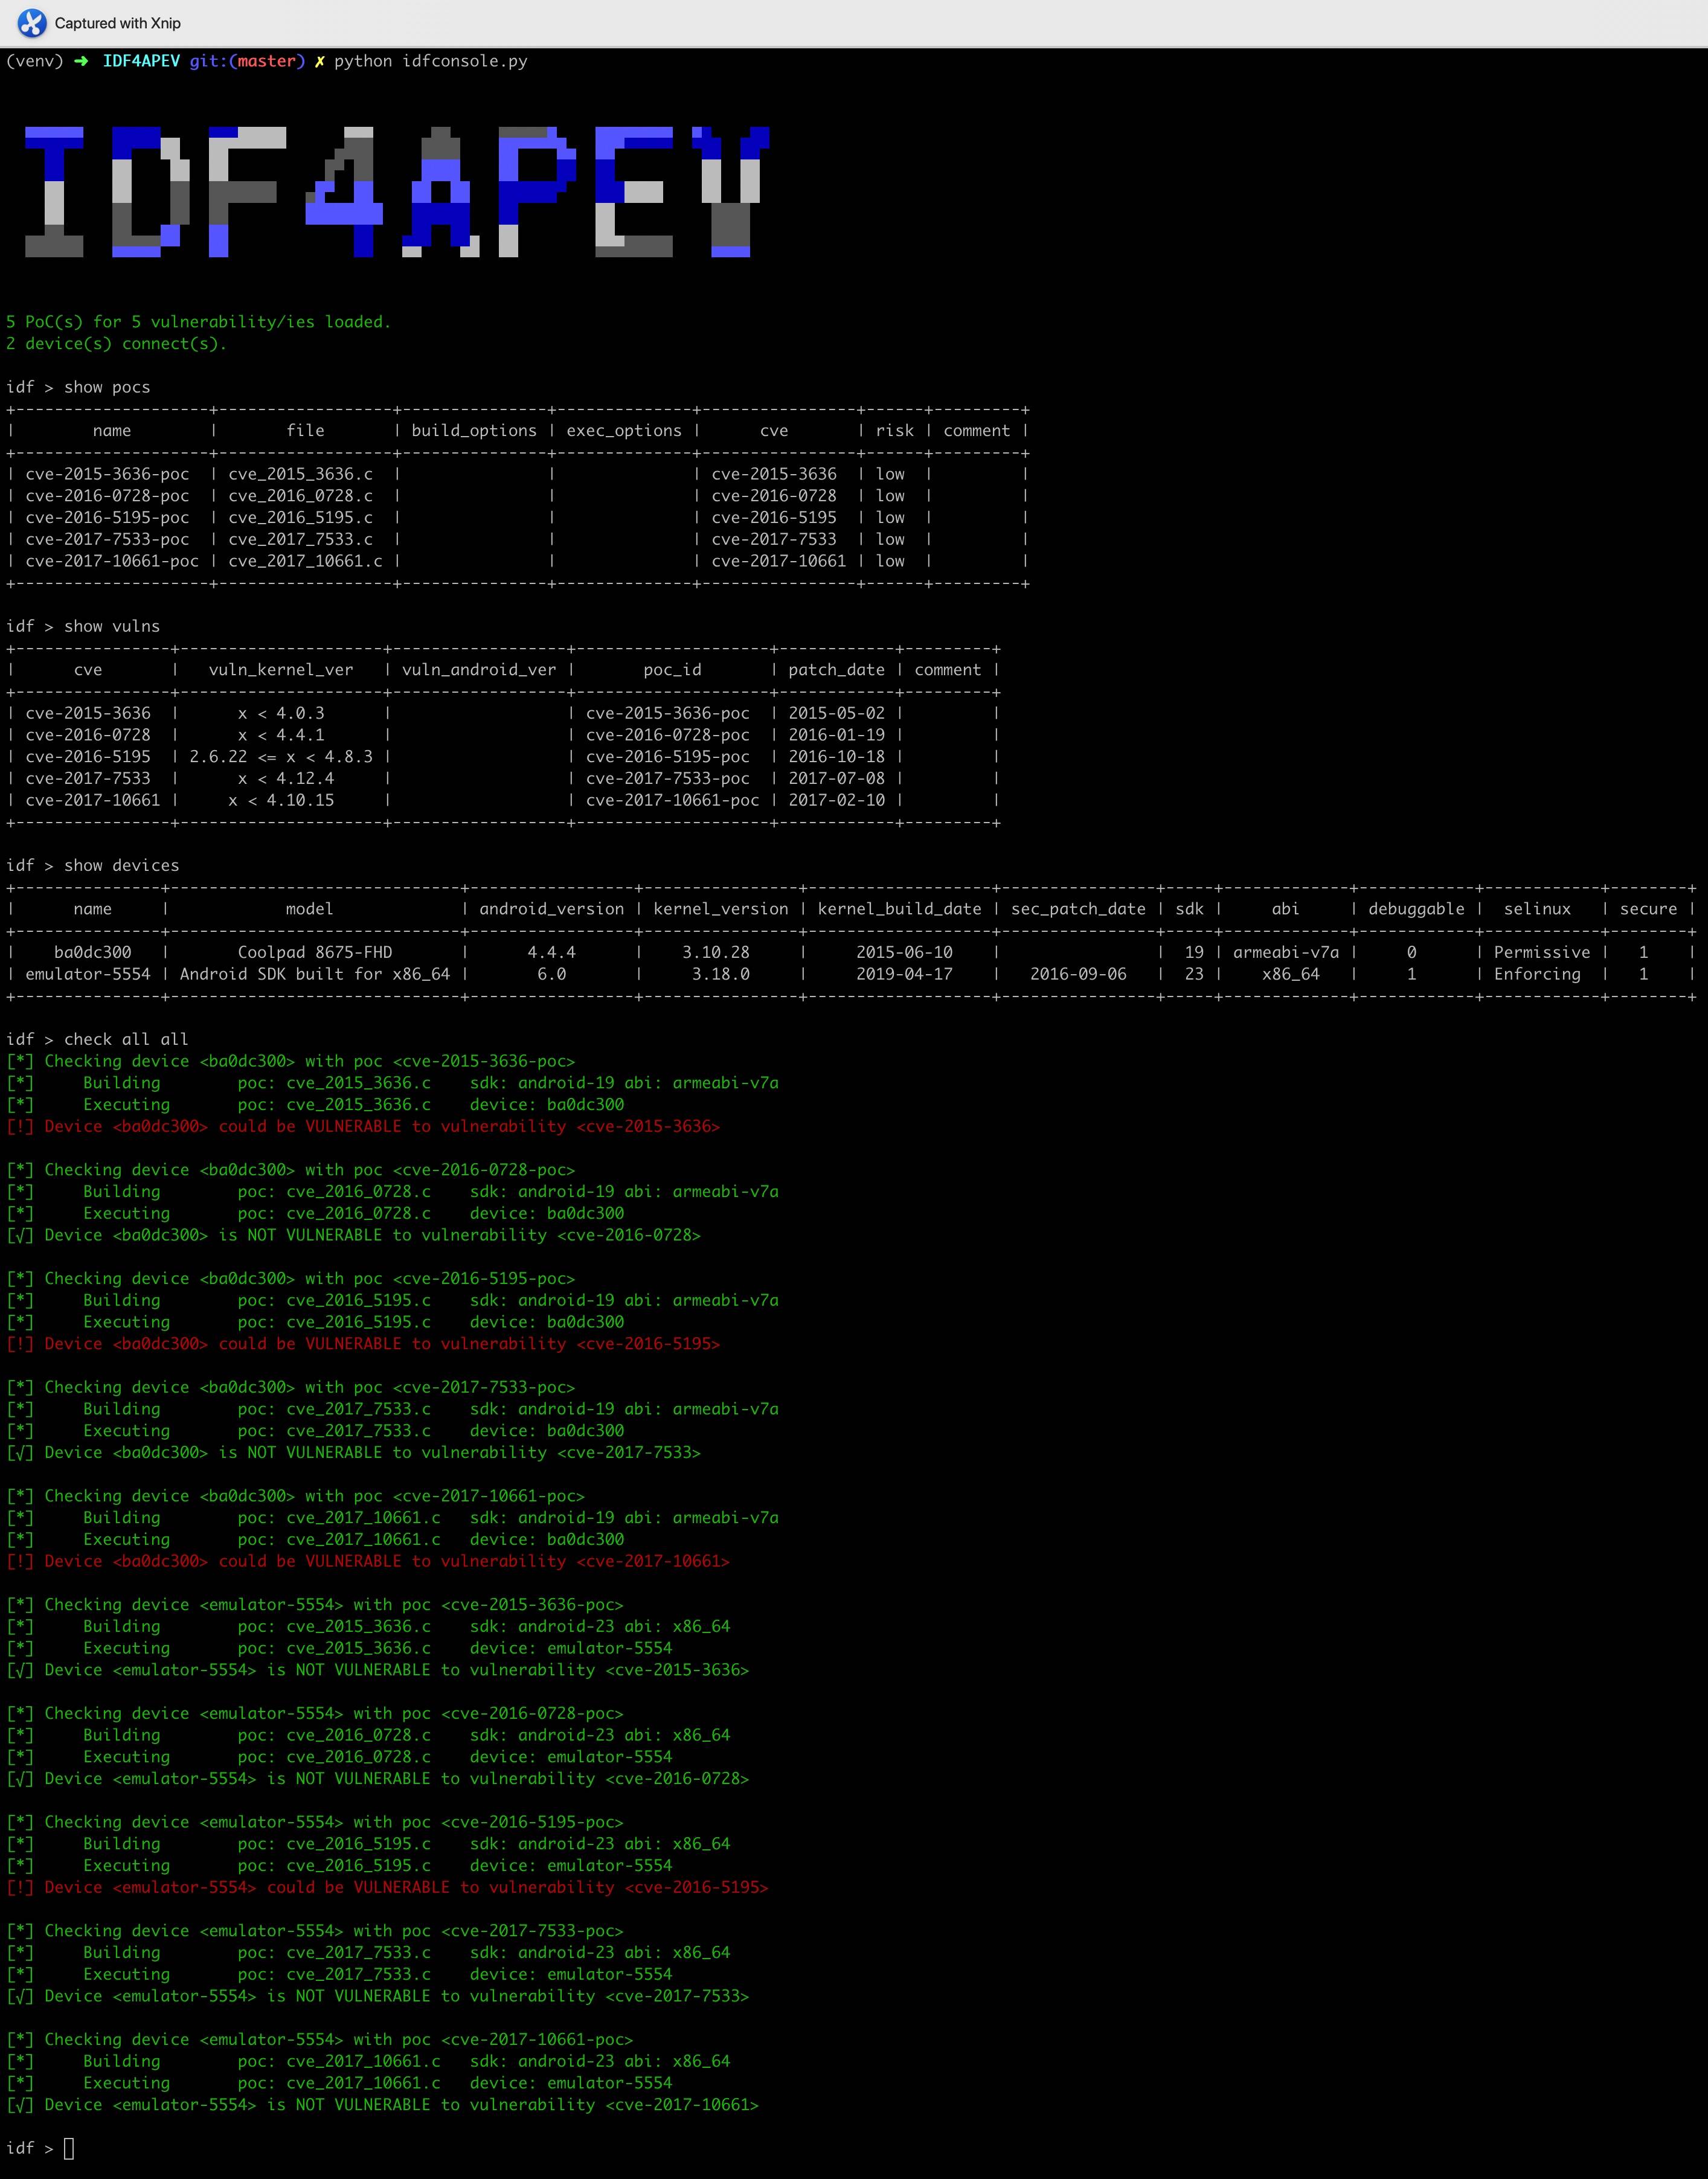 Captured with Xnip
(venv) ➜ IDF4APEV git:(master) ✗ python idfconsole.py
IDF4APEV
5 PoC(s) for 5 vulnerability/ies loaded.
2 device(s) connect(s).
idf > show pocs
+--------------------+------------------+---------------+--------------+----------------+------+---------+
|        name        |       file       | build_options | exec_options |      cve       | risk | comment |
+--------------------+------------------+---------------+--------------+----------------+------+---------+
| cve-2015-3636-poc  | cve_2015_3636.c  |               |              | cve-2015-3636  | low  |         |
| cve-2016-0728-poc  | cve_2016_0728.c  |               |              | cve-2016-0728  | low  |         |
| cve-2016-5195-poc  | cve_2016_5195.c  |               |              | cve-2016-5195  | low  |         |
| cve-2017-7533-poc  | cve_2017_7533.c  |               |              | cve-2017-7533  | low  |         |
| cve-2017-10661-poc | cve_2017_10661.c |               |              | cve-2017-10661 | low  |         |
+--------------------+------------------+---------------+--------------+----------------+------+---------+
idf > show vulns
+----------------+---------------------+------------------+--------------------+------------+---------+
|      cve       |   vuln_kernel_ver   | vuln_android_ver |       poc_id       | patch_date | comment |
+----------------+---------------------+------------------+--------------------+------------+---------+
| cve-2015-3636  |      x < 4.0.3      |                  | cve-2015-3636-poc  | 2015-05-02 |         |
| cve-2016-0728  |      x < 4.4.1      |                  | cve-2016-0728-poc  | 2016-01-19 |         |
| cve-2016-5195  | 2.6.22 <= x < 4.8.3 |                  | cve-2016-5195-poc  | 2016-10-18 |         |
| cve-2017-7533  |      x < 4.12.4     |                  | cve-2017-7533-poc  | 2017-07-08 |         |
| cve-2017-10661 |     x < 4.10.15     |                  | cve-2017-10661-poc | 2017-02-10 |         |
+----------------+---------------------+------------------+--------------------+------------+---------+
idf > show devices
+---------------+------------------------------+-----------------+----------------+-------------------+----------------+-----+-------------+------------+------------+--------+
|      name     |            model             | android_version | kernel_version | kernel_build_date | sec_patch_date | sdk |     abi     | debuggable |  selinux   | secure |
+---------------+------------------------------+-----------------+----------------+-------------------+----------------+-----+-------------+------------+------------+--------+
|    ba0dc300   |       Coolpad 8675-FHD       |      4.4.4      |    3.10.28     |     2015-06-10    |                |  19 | armeabi-v7a |     0      | Permissive |   1    |
| emulator-5554 | Android SDK built for x86_64 |       6.0       |     3.18.0     |     2019-04-17    |   2016-09-06   |  23 |    x86_64   |     1      | Enforcing  |   1    |
+---------------+------------------------------+-----------------+----------------+-------------------+----------------+-----+-------------+------------+------------+--------+
idf > check all all
[*] Checking device <ba0dc300> with poc <cve-2015-3636-poc>
[*]     Building        poc: cve_2015_3636.c    sdk: android-19 abi: armeabi-v7a
[*]     Executing       poc: cve_2015_3636.c    device: ba0dc300
[!] Device <ba0dc300> could be VULNERABLE to vulnerability <cve-2015-3636>
[*] Checking device <ba0dc300> with poc <cve-2016-0728-poc>
[*]     Building        poc: cve_2016_0728.c    sdk: android-19 abi: armeabi-v7a
[*]     Executing       poc: cve_2016_0728.c    device: ba0dc300
[√] Device <ba0dc300> is NOT VULNERABLE to vulnerability <cve-2016-0728>
[*] Checking device <ba0dc300> with poc <cve-2016-5195-poc>
[*]     Building        poc: cve_2016_5195.c    sdk: android-19 abi: armeabi-v7a
[*]     Executing       poc: cve_2016_5195.c    device: ba0dc300
[!] Device <ba0dc300> could be VULNERABLE to vulnerability <cve-2016-5195>
[*] Checking device <ba0dc300> with poc <cve-2017-7533-poc>
[*]     Building        poc: cve_2017_7533.c    sdk: android-19 abi: armeabi-v7a
[*]     Executing       poc: cve_2017_7533.c    device: ba0dc300
[√] Device <ba0dc300> is NOT VULNERABLE to vulnerability <cve-2017-7533>
[*] Checking device <ba0dc300> with poc <cve-2017-10661-poc>
[*]     Building        poc: cve_2017_10661.c   sdk: android-19 abi: armeabi-v7a
[*]     Executing       poc: cve_2017_10661.c   device: ba0dc300
[!] Device <ba0dc300> could be VULNERABLE to vulnerability <cve-2017-10661>
[*] Checking device <emulator-5554> with poc <cve-2015-3636-poc>
[*]     Building        poc: cve_2015_3636.c    sdk: android-23 abi: x86_64
[*]     Executing       poc: cve_2015_3636.c    device: emulator-5554
[√] Device <emulator-5554> is NOT VULNERABLE to vulnerability <cve-2015-3636>
[*] Checking device <emulator-5554> with poc <cve-2016-0728-poc>
[*]     Building        poc: cve_2016_0728.c    sdk: android-23 abi: x86_64
[*]     Executing       poc: cve_2016_0728.c    device: emulator-5554
[√] Device <emulator-5554> is NOT VULNERABLE to vulnerability <cve-2016-0728>
[*] Checking device <emulator-5554> with poc <cve-2016-5195-poc>
[*]     Building        poc: cve_2016_5195.c    sdk: android-23 abi: x86_64
[*]     Executing       poc: cve_2016_5195.c    device: emulator-5554
[!] Device <emulator-5554> could be VULNERABLE to vulnerability <cve-2016-5195>
[*] Checking device <emulator-5554> with poc <cve-2017-7533-poc>
[*]     Building        poc: cve_2017_7533.c    sdk: android-23 abi: x86_64
[*]     Executing       poc: cve_2017_7533.c    device: emulator-5554
[√] Device <emulator-5554> is NOT VULNERABLE to vulnerability <cve-2017-7533>
[*] Checking device <emulator-5554> with poc <cve-2017-10661-poc>
[*]     Building        poc: cve_2017_10661.c   sdk: android-23 abi: x86_64
[*]     Executing       poc: cve_2017_10661.c   device: emulator-5554
[√] Device <emulator-5554> is NOT VULNERABLE to vulnerability <cve-2017-10661>
idf >